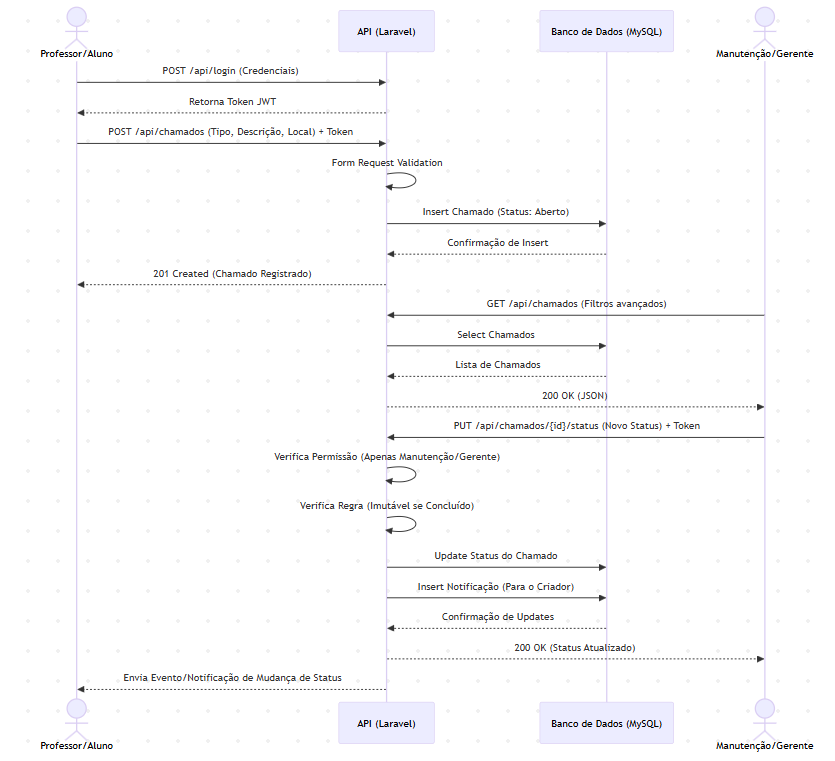 Professor/Aluno
API (Laravel)
Banco de Dados (MySQL)
Manutenção/Gerente
POST /api/login (Credenciais)
Retorna Token JWT
POST /api/chamados (Tipo, Descrição, Local) + Token
Form Request Validation
Insert Chamado (Status: Aberto)
Confirmação de Insert
201 Created (Chamado Registrado)
GET /api/chamados (Filtros avançados)
Select Chamados
Lista de Chamados
200 OK (JSON)
PUT /api/chamados/{id}/status (Novo Status) + Token
Verifica Permissão (Apenas Manutenção/Gerente)
Verifica Regra (Imutável se Concluído)
Update Status do Chamado
Insert Notificação (Para o Criador)
Confirmação de Updates
200 OK (Status Atualizado)
Envia Evento/Notificação de Mudança de Status
Professor/Aluno
API (Laravel)
Banco de Dados (MySQL)
Manutenção/Gerente